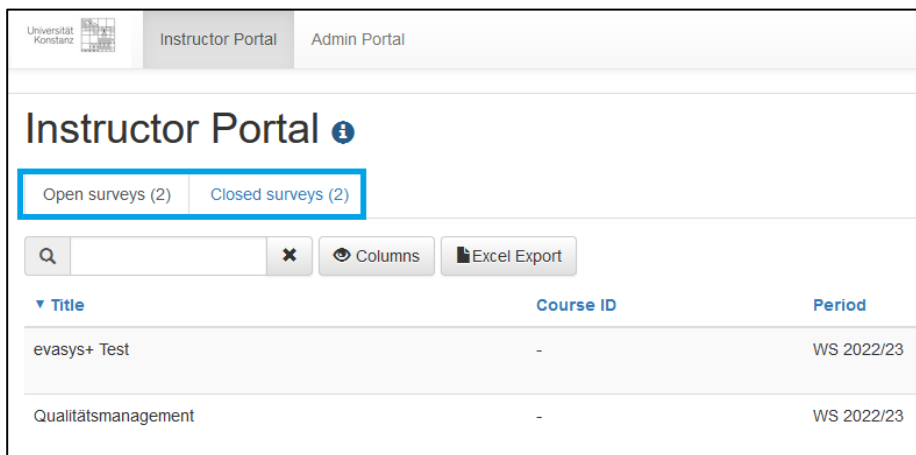 Universität
Konstanz
Instructor Portal Admin Portal
Instructor Portal
Open surveys (2) Closed surveys (2)
Columns Excel Export
Title Course ID Period
evasys+ Test - WS 2022/23
Qualitätsmanagement - WS 2022/23